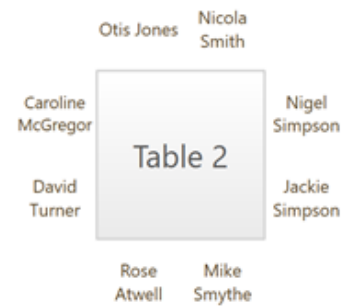 Otis Jones
Nicola
Smith
Caroline
McGregor
Nigel
Simpson
Table 2
David
Turner
Jackie
Simpson
Rose
Atwell
Mike
Smythe